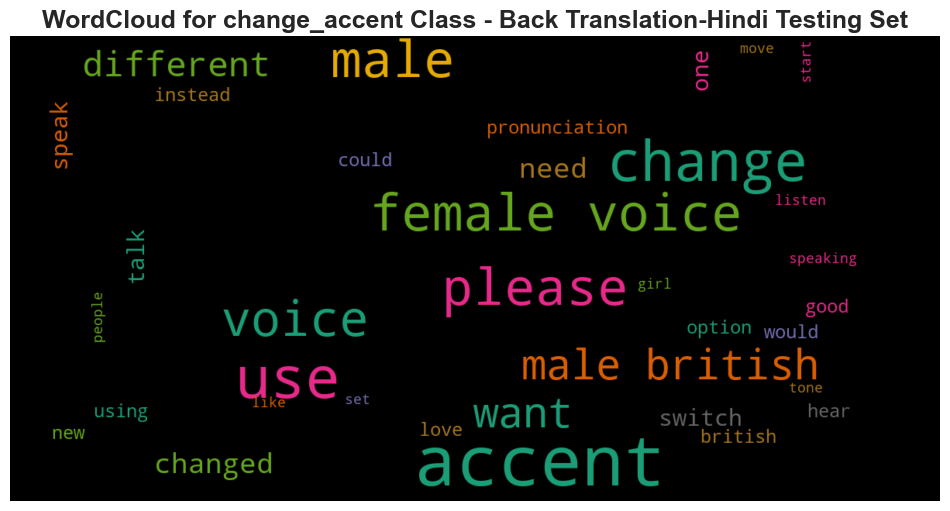 WordCloud for change_accent Class - Back Translation-Hindi Testing Set
different
male
one
move
start
instead
speak
pronunciation
could
need
change
female voice
listen
talk
speaking
please
girl
people
good
voice
option
would
male british
use
tone
like
set
using
want
switch
hear
new
love
british
changed
accent